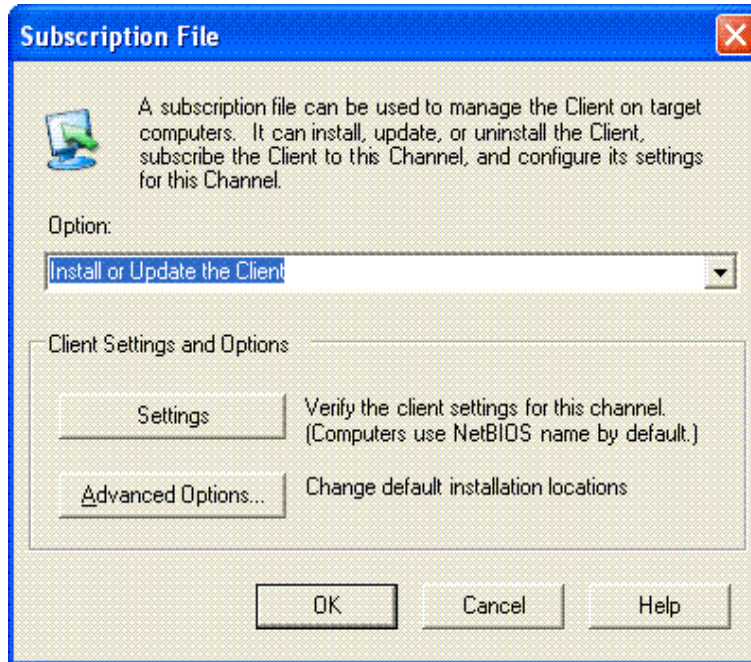 Subscription File
A subscription file can be used to manage the Client on target
computers. It can install, update, or uninstall the Client,
subscribe the Client to this Channel, and configure its settings
for this Channel.
Option:
Install or Update the Client
Client Settings and Options
Settings
Verify the client settings for this channel.
(Computers use NetBIOS name by default.)
Advanced Options...
Change default installation locations
OK
Cancel
Help